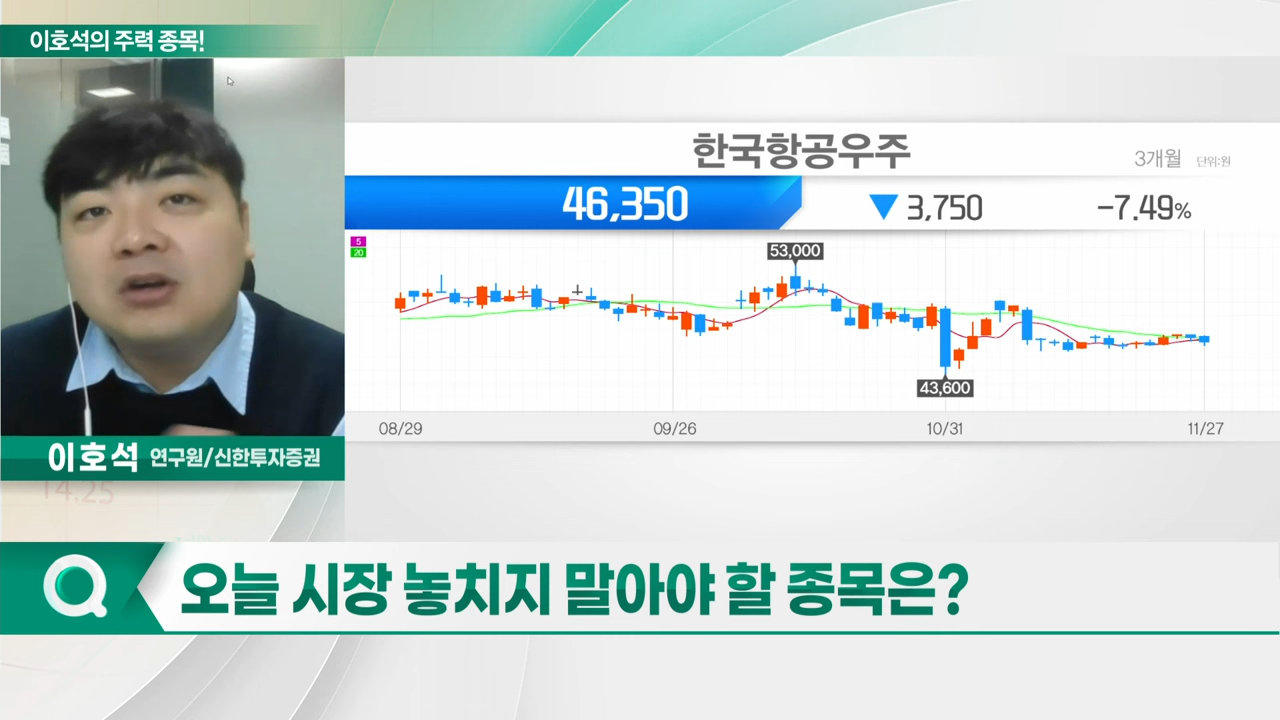 이호석의 주력 종목!
한국항공우주
3개월 단위:원
46,350 ▼ 3,750 -7.49%
5
20
53,000
43,600
08/29 09/26 10/31 11/27
이호석 연구원/신한투자증권
14.25
오늘 시장 놓치지 말아야 할 종목은?